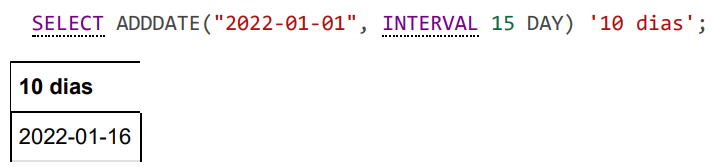 SELECT ADDDATE("2022-01-01", INTERVAL 15 DAY) '10 dias';
10 dias
2022-01-16